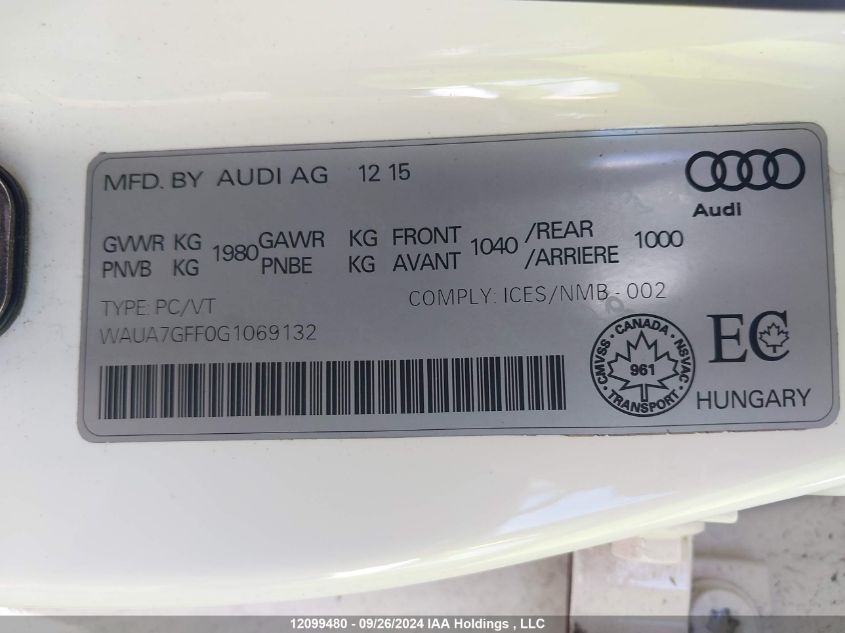 MFD. BY AUDI AG 12 15
Audi
GVWR KG 1980 GAWR KG FRONT 1040 /REAR 1000
PNVB KG PNBE KG AVANT /ARRIERE
TYPE: PC/VT COMPLY: ICES/NMB-002
WAUA7GFF0G1069132
CANADA
CMVSS NSVAC
961
TRANSPORT
EC
HUNGARY
12099480 - 09/26/2024 IAA Holdings , LLC